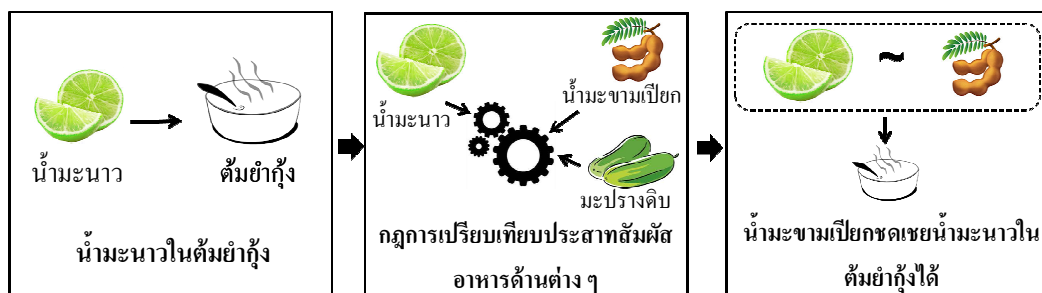 น้ำมะนาว
ต้มยำกุ้ง
น้ำมะนาวในต้มยำกุ้ง
น้ำมะนาว
น้ำมะขามเปียก
มะปรางดิบ
กฎการเปรียบเทียบประสาทสัมผัส
อาหารด้านต่าง ๆ
~
น้ำมะขามเปียกชดเชยน้ำมะนาวใน
ต้มยำกุ้งได้